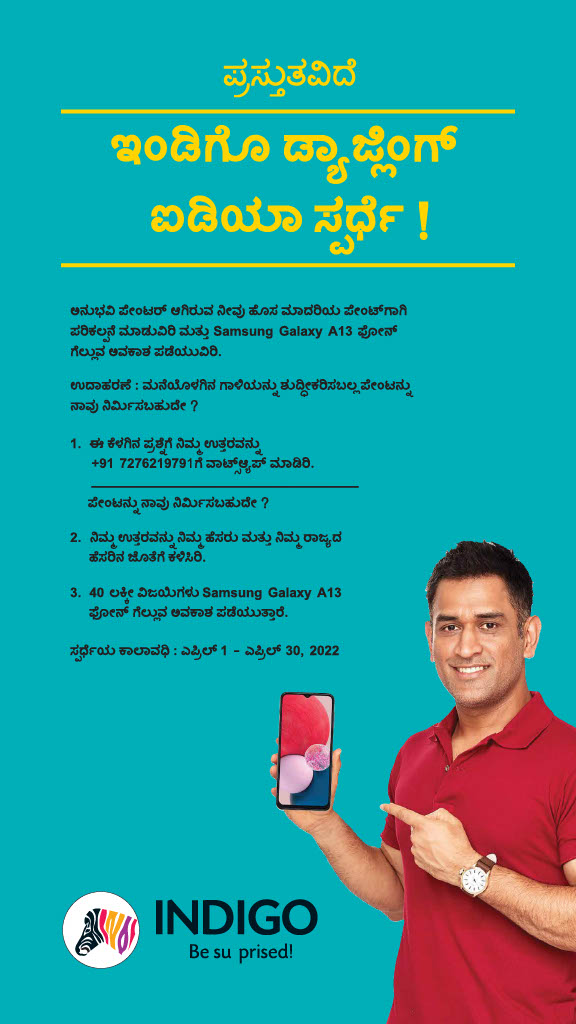 ಪ್ರಸ್ತುತವಿದೆ
ಇಂಡಿಗೊ ಡ್ಯಾಜ್ಲಿಂಗ್
ಐಡಿಯಾ ಸ್ಪರ್ಧೆ !
ಅನುಭವಿ ಪೇಂಟರ್ ಆಗಿರುವ ನೀವು ಹೊಸ ಮಾದರಿಯ ಪೇಂಟ್‌ಗಾಗಿ
ಪರಿಕಲ್ಪನೆ ಮಾಡುವಿರಿ ಮತ್ತು Samsung Galaxy A13 ಫೋನ್
ಗೆಲ್ಲುವ ಅವಕಾಶ ಪಡೆಯುವಿರಿ.
ಉದಾಹರಣೆ : ಮನೆಯೊಳಗಿನ ಗಾಳಿಯನ್ನು ಶುದ್ಧೀಕರಿಸಬಲ್ಲ ಪೇಂಟನ್ನು
ನಾವು ನಿರ್ಮಿಸಬಹುದೇ ?
1. ಈ ಕೆಳಗಿನ ಪ್ರಶ್ನೆಗೆ ನಿಮ್ಮ ಉತ್ತರವನ್ನು
+91 7276219791ಗೆ ವಾಟ್ಸ್ಆ್ಯಪ್ ಮಾಡಿರಿ.
ಪೇಂಟನ್ನು ನಾವು ನಿರ್ಮಿಸಬಹುದೇ ?
2. ನಿಮ್ಮ ಉತ್ತರವನ್ನು ನಿಮ್ಮ ಹೆಸರು ಮತ್ತು ನಿಮ್ಮ ರಾಜ್ಯದ
ಹೆಸರಿನ ಜೊತೆಗೆ ಕಳಿಸಿರಿ.
3. 40 ಲಕ್ಕೀ ವಿಜಯಿಗಳು Samsung Galaxy A13
ಫೋನ್ ಗೆಲ್ಲುವ ಅವಕಾಶ ಪಡೆಯುತ್ತಾರೆ.
ಸ್ಪರ್ಧೆಯ ಕಾಲಾವಧಿ : ಎಪ್ರಿಲ್ 1 - ಎಪ್ರಿಲ್ 30, 2022
INDIGO
Be su prised!